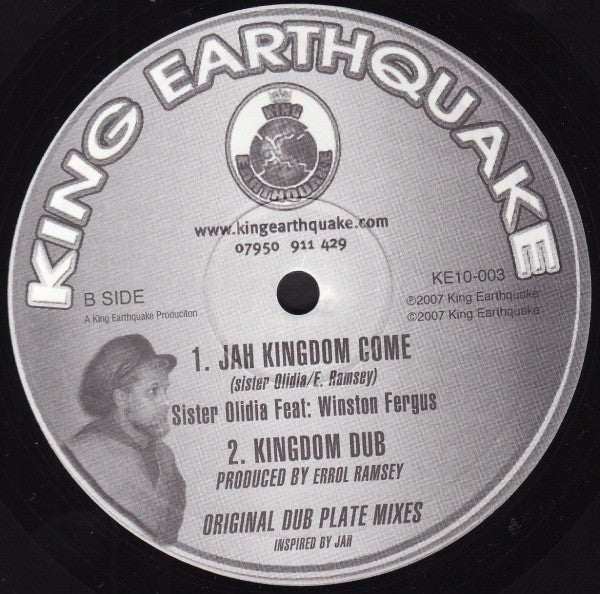 KING EARTHQUAKE
KING
EARTHQUAKE
www.kingearthquake.com
07950 911 429
B SIDE
A King Earthquake Produciton
KE10-003
℗2007 King Earthquake
©2007 King Earthquake
1. JAH KINGDOM COME
(sister Olidia/E. Ramsey)
Sister Olidia Feat: Winston Fergus
2. KINGDOM DUB
PRODUCED BY ERROL RAMSEY
ORIGINAL DUB PLATE MIXES
INSPIRED BY JAH